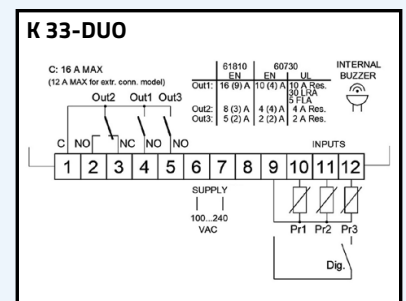 K 33-DUO
C: 16 A MAX
(12 A MAX for extr. conn. model)
61810 60730
EN EN UL
Out1: 16 (9) A 10 (4) A 10 A Res.
30 LRA
5 FLA
Out2: 8 (3) A 4 (4) A 4 A Res.
Out3: 5 (2) A 2 (2) A 2 A Res.
INTERNAL
BUZZER
Out2 Out1 Out3
C NO NC NO NO
INPUTS
1 2 3 4 5 6 7 8 9 10 11 12
SUPPLY
100...240
VAC
Pr1 Pr2 Pr3
Dig.